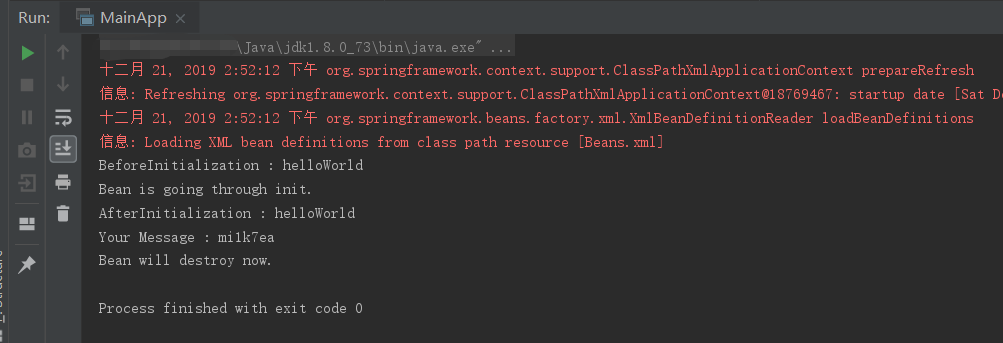 Run: MainApp
\Java\jdk1.8.0_73\bin\java.exe" ...
十二月 21, 2019 2:52:12 下午 org.springframework.context.support.ClassPathXmlApplicationContext prepareRefresh
信息: Refreshing org.springframework.context.support.ClassPathXmlApplicationContext@18769467: startup date [Sat De
十二月 21, 2019 2:52:12 下午 org.springframework.beans.factory.xml.XmlBeanDefinitionReader loadBeanDefinitions
信息: Loading XML bean definitions from class path resource [Beans.xml]
BeforeInitialization : helloWorld
Bean is going through init.
AfterInitialization : helloWorld
Your Message : mi1k7ea
Bean will destroy now.
Process finished with exit code 0